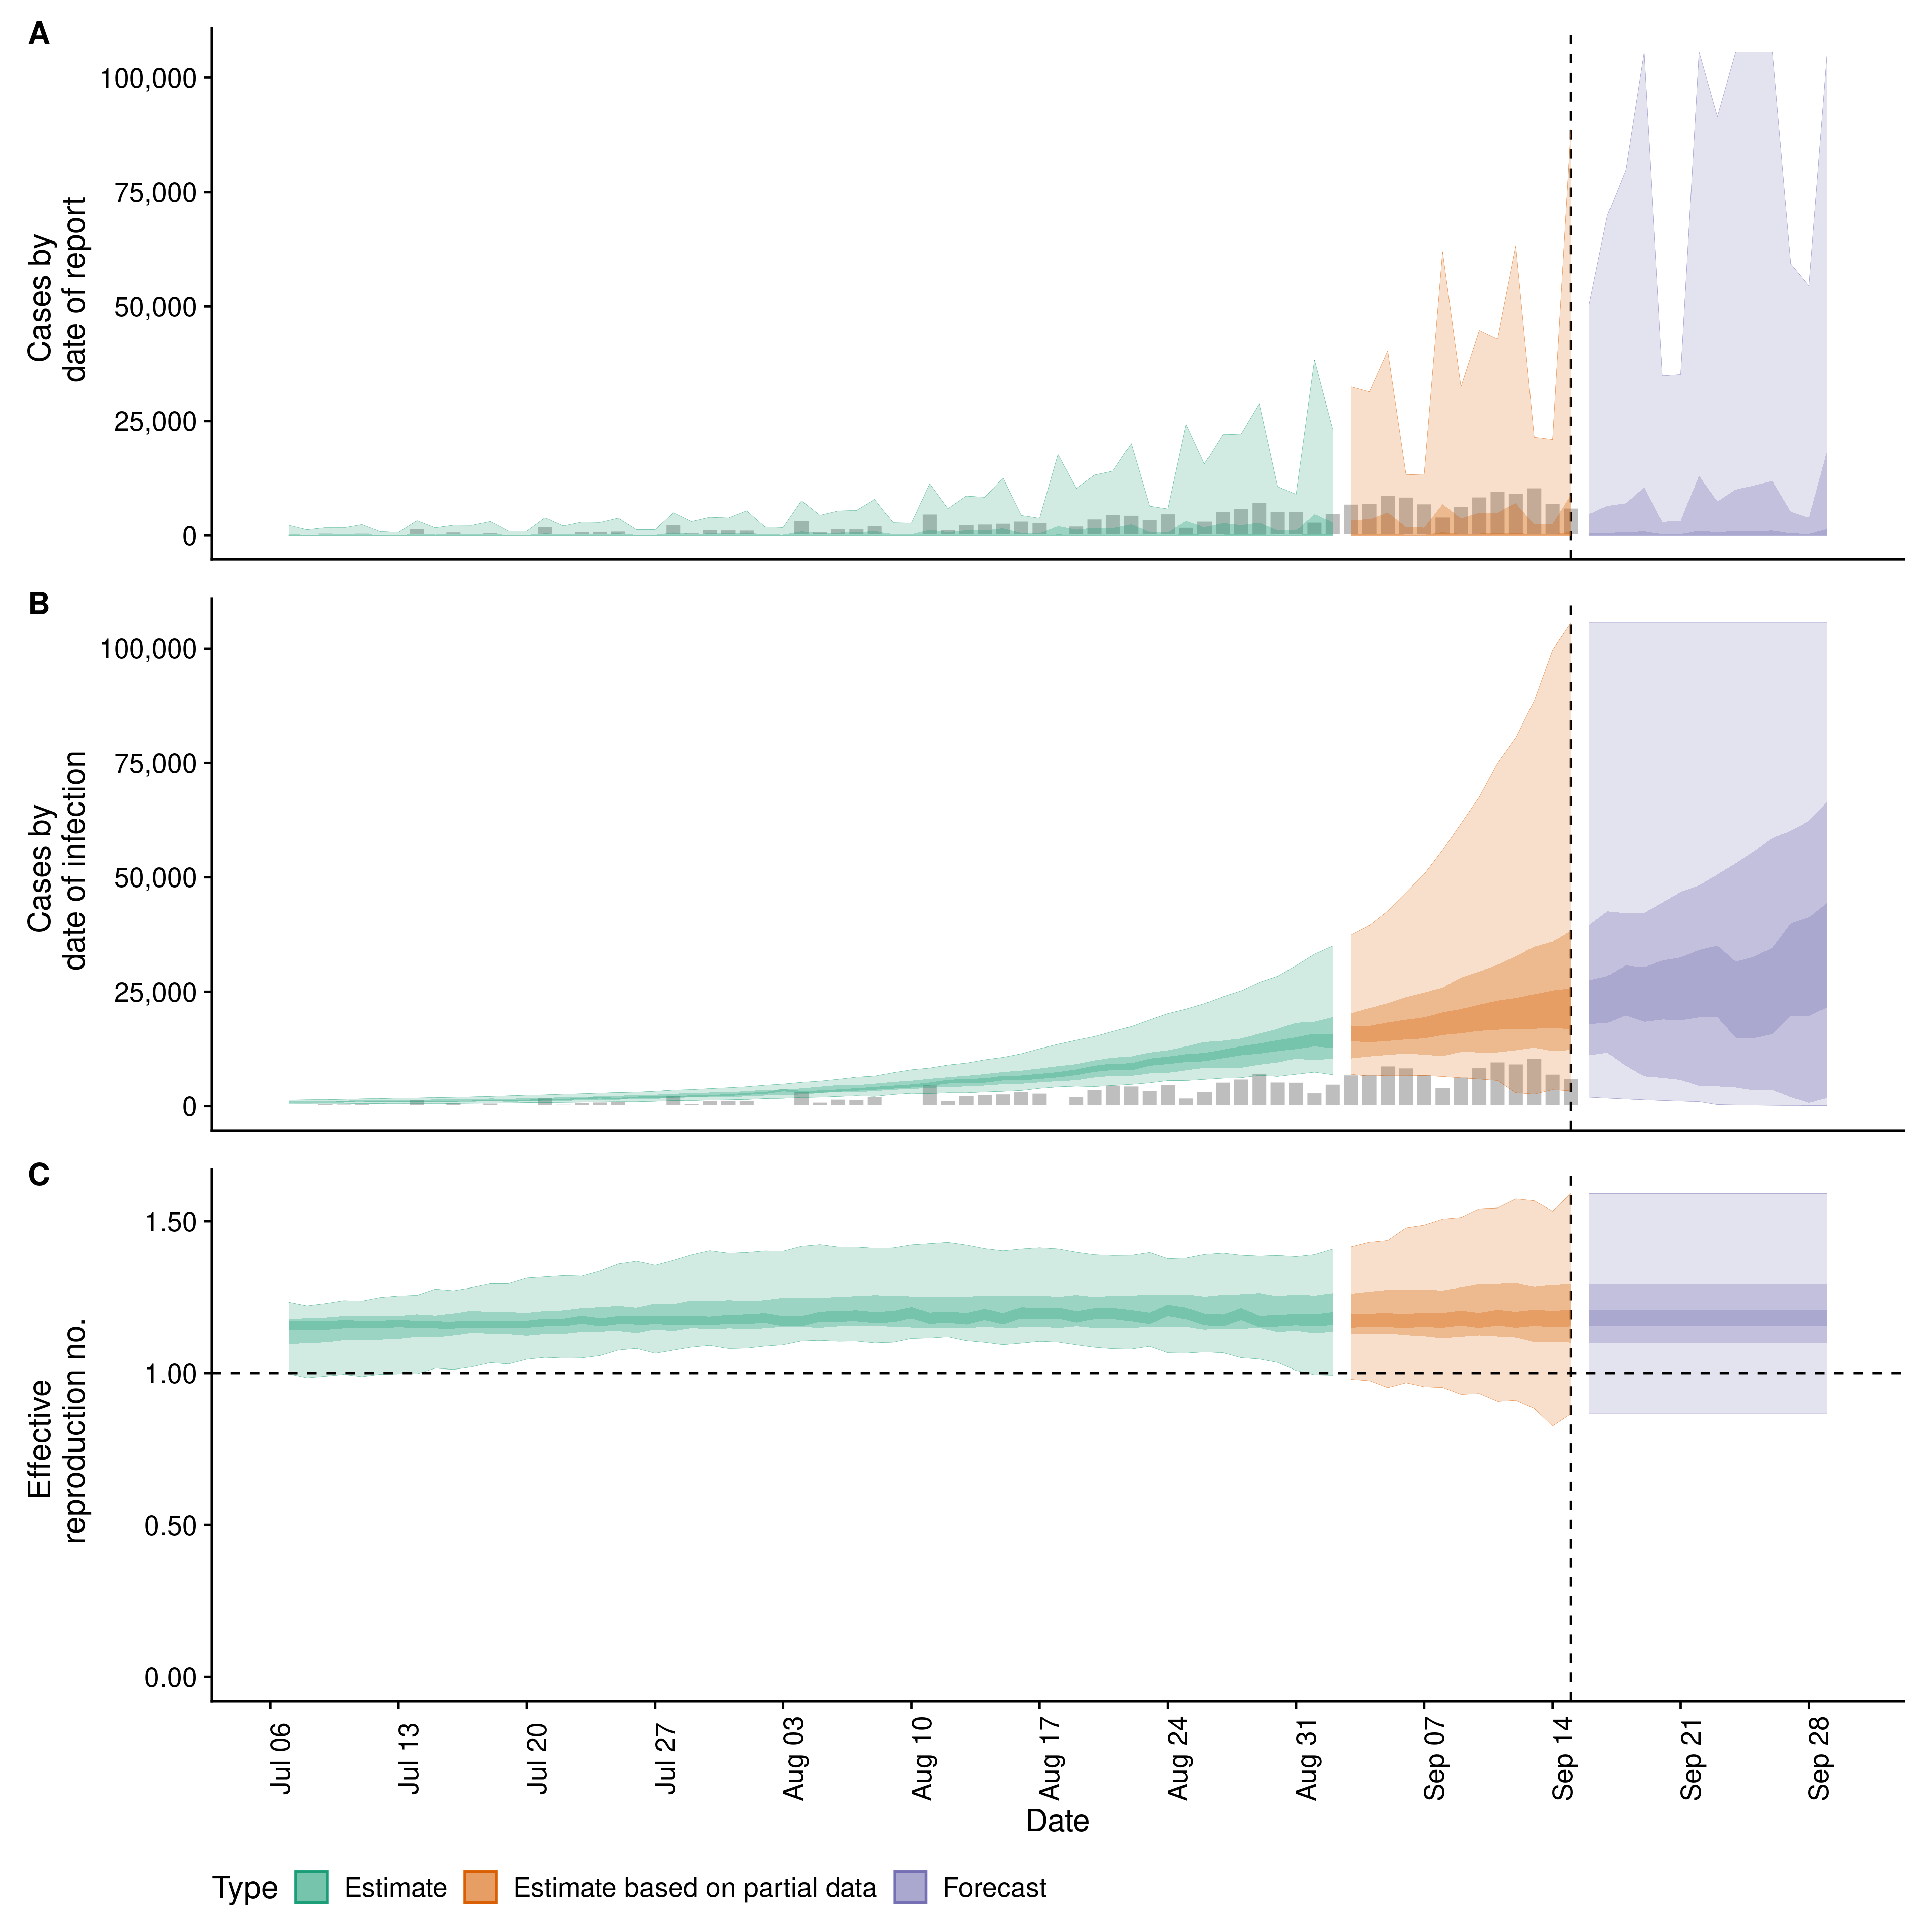 A
Cases by
date of report
100,000
75,000
50,000
25,000
0
B
Cases by
date of infection
100,000
75,000
50,000
25,000
0
C
Effective
reproduction no.
1.50
1.00
0.50
0.00
Jul 06
Jul 13
Jul 20
Jul 27
Aug 03
Aug 10
Aug 17
Aug 24
Aug 31
Sep 07
Sep 14
Sep 21
Sep 28
Date
Type Estimate Estimate based on partial data Forecast